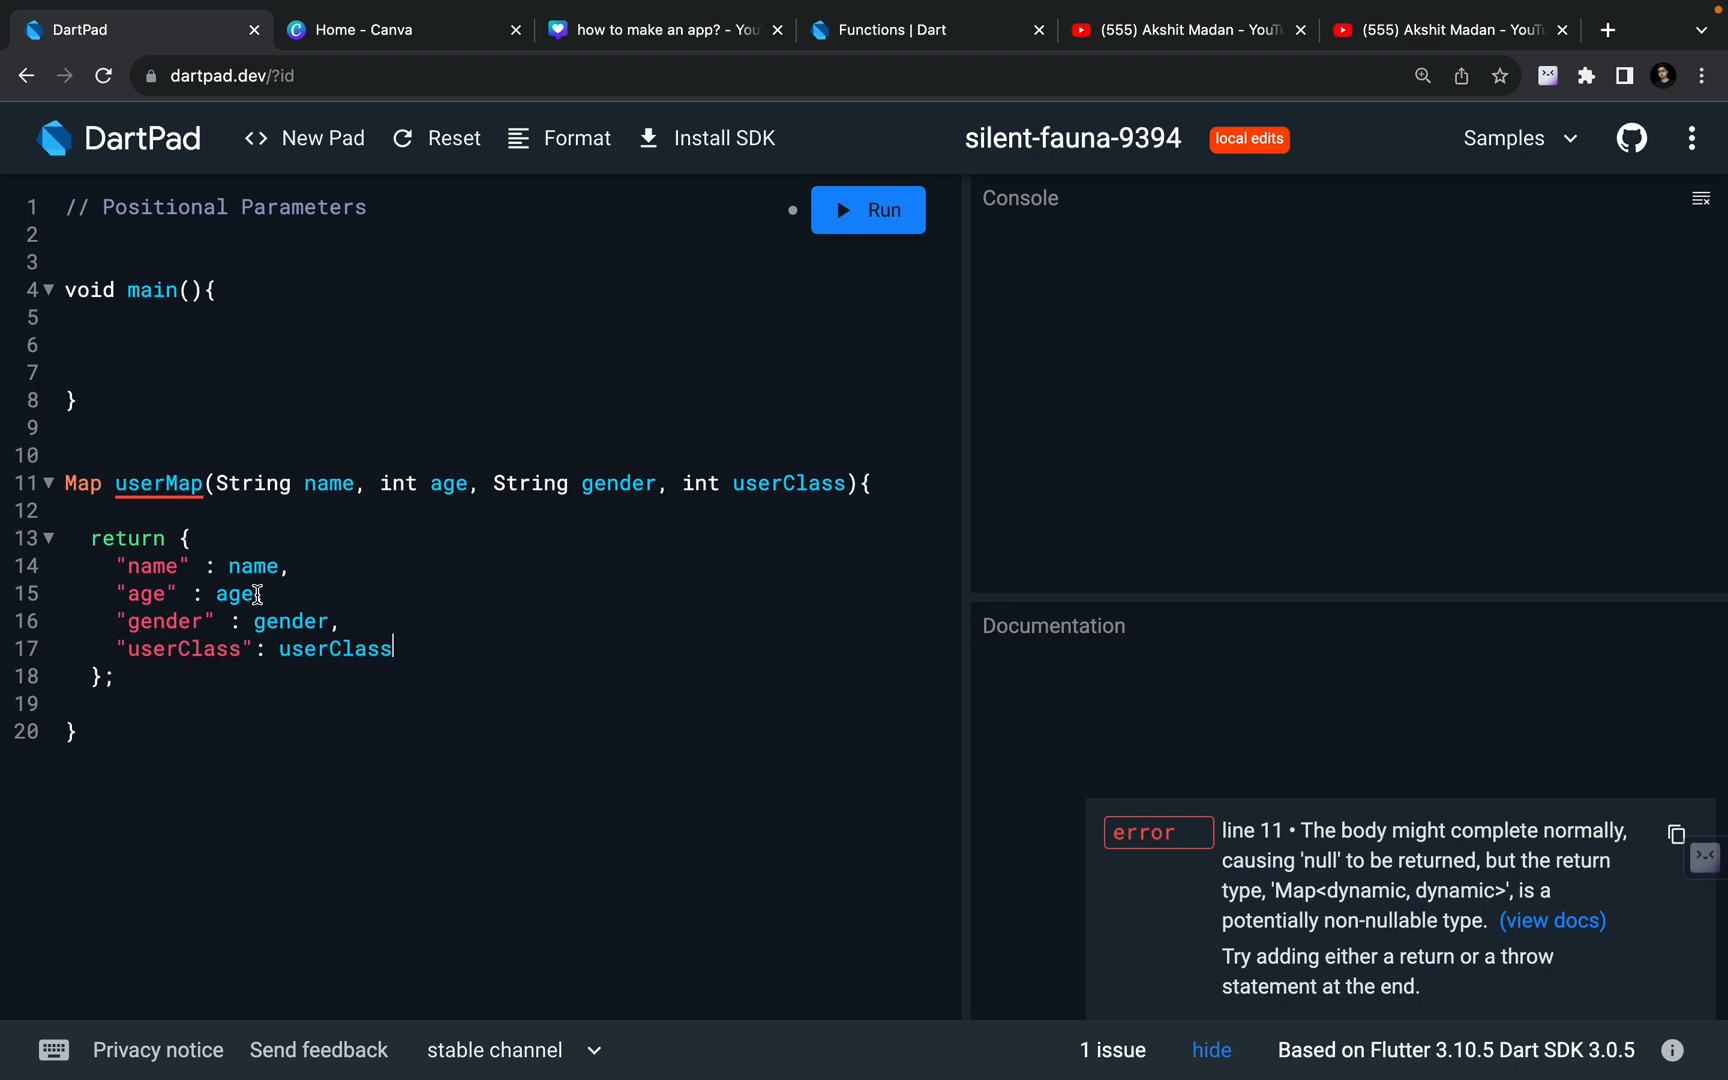 DartPad
Home - Canva
how to make an app? - You
Functions | Dart
(555) Akshit Madan - YouTu
(555) Akshit Madan - YouTu
dartpad.dev/?id
DartPad
<> New Pad
Reset
Format
Install SDK
silent-fauna-9394
local edits
Samples
1 // Positional Parameters
Run
2
3
4 void main(){
5
6
7
8 }
9
10
11 Map userMap(String name, int age, String gender, int userClass){
12
13 return {
14 "name" : name,
15 "age" : age,
16 "gender" : gender,
17 "userClass": userClass
18 };
19
20 }
Console
Documentation
error
line 11 • The body might complete normally,
causing 'null' to be returned, but the return
type, 'Map<dynamic, dynamic>', is a
potentially non-nullable type. (view docs)
Try adding either a return or a throw
statement at the end.
Privacy notice
Send feedback
stable channel
1 issue
hide
Based on Flutter 3.10.5 Dart SDK 3.0.5